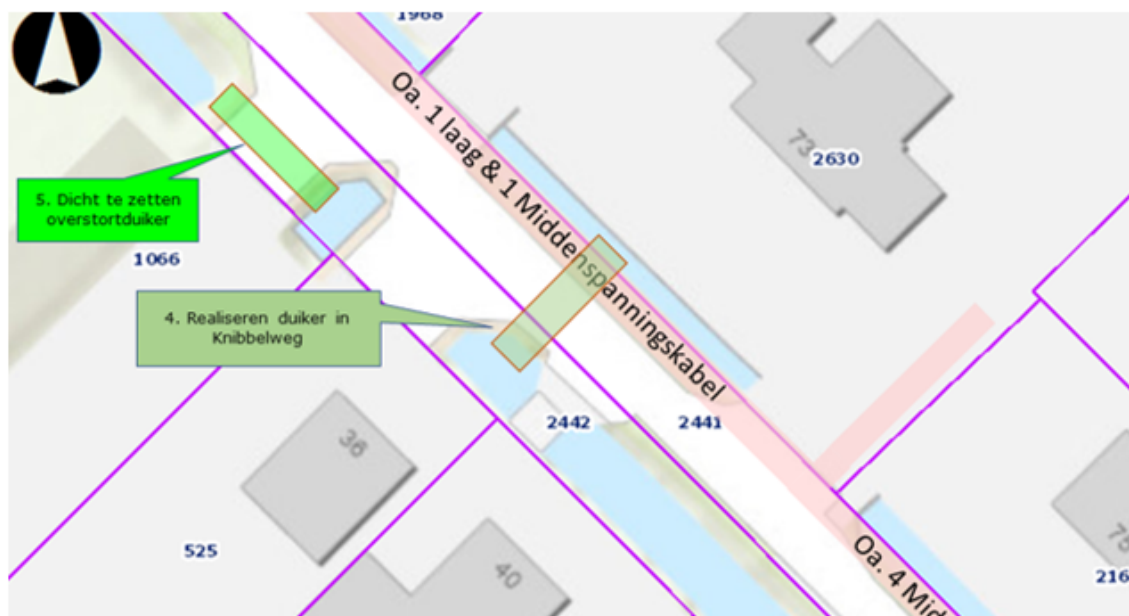 1968
Oa. 1 laag & 1 Middenspanningskabel
73
2630
5. Dicht te zetten
overstortduiker
1066
4. Realiseren duiker in
Knibbelweg
2442
2441
36
525
40
75
216
Oa. 4 Mid